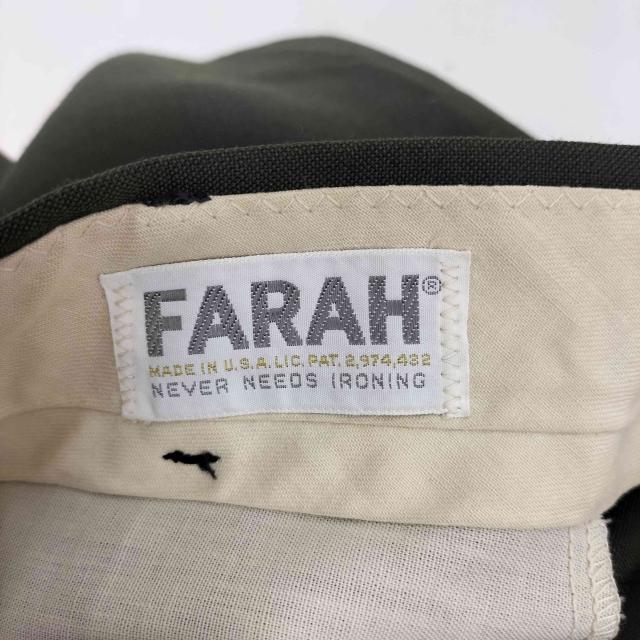 FARAH®
MADE IN U.S.A. LIC. PAT. 2,974,432
NEVER NEEDS IRONING